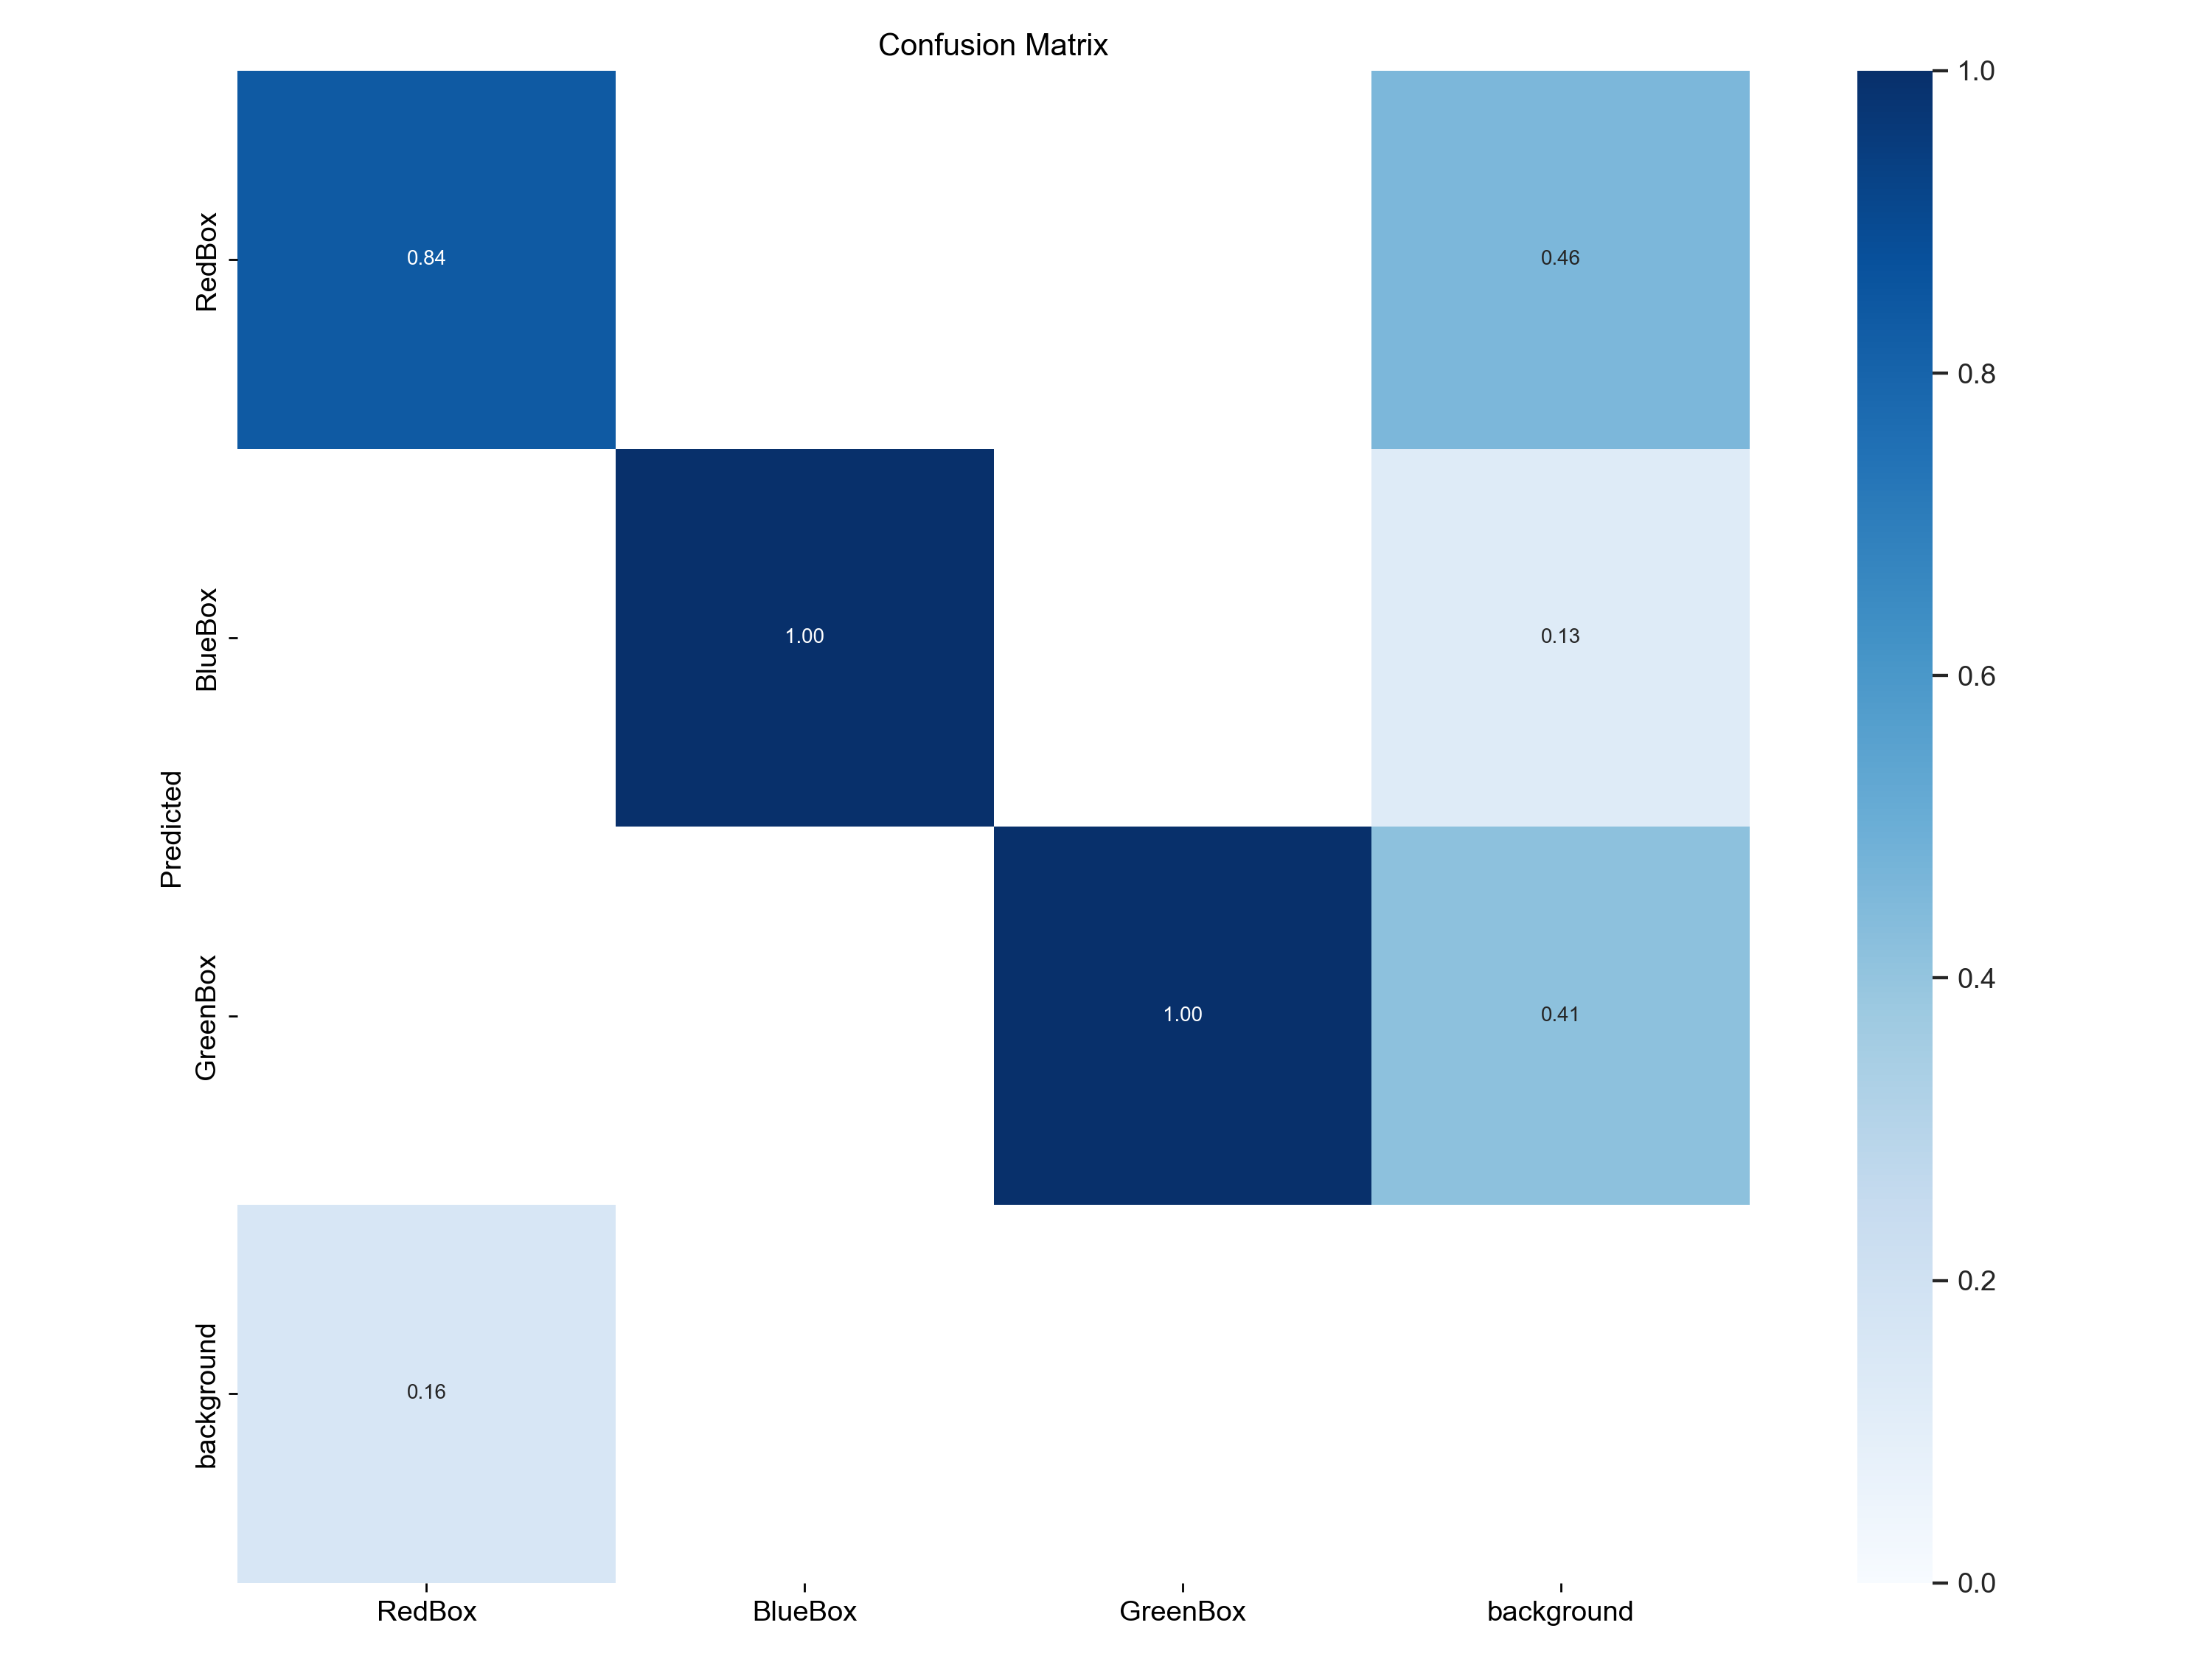 Confusion Matrix
RedBox
0.84
0.46
BlueBox
1.00
0.13
GreenBox
1.00
0.41
background
0.16
Predicted
RedBox
BlueBox
GreenBox
background
1.0
0.8
0.6
0.4
0.2
0.0